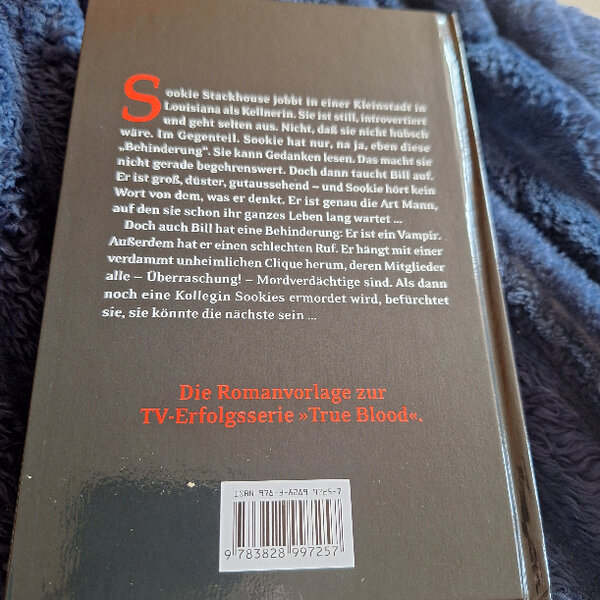 Sookie Stackhouse jobbt in einer Kleinstadt in
Louisiana als Kellnerin. Sie ist still, introvertiert
und geht selten aus. Nicht, daß sie nicht hübsch
wäre. Im Gegenteil. Sookie hat nur, na ja, eben diese
„Behinderung“. Sie kann Gedanken lesen. Das macht sie
nicht gerade begehrenswert. Doch dann taucht Bill auf.
Er ist groß, düster, gutaussehend – und Sookie hört kein
Wort von dem, was er denkt. Er ist genau die Art Mann,
auf den sie schon ihr ganzes Leben lang wartet ...
Doch auch Bill hat eine Behinderung: Er ist ein Vampir.
Außerdem hat er einen schlechten Ruf. Er hängt mit einer
verdammt unheimlichen Clique herum, deren Mitglieder
alle – Überraschung! – Mordverdächtige sind. Als dann
noch eine Kollegin Sookies ermordet wird, befürchtet
sie, sie könnte die nächste sein ...
Die Romanvorlage zur
TV-Erfolgsserie »True Blood«.
ISBN 978-3-8289-9725-7
9 783828 997257